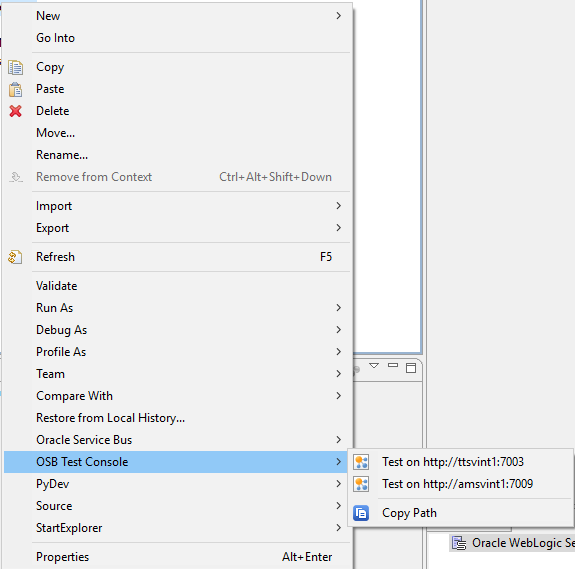 New
Go Into
Copy
Paste
Delete
Move...
Rename...
Remove from Context Ctrl+Alt+Shift+Down
Import
Export
Refresh F5
Validate
Run As
Debug As
Profile As
Team
Compare With
Restore from Local History...
Oracle Service Bus
OSB Test Console
Test on http://ttsvint1:7003
PyDev
Test on http://amsvint1:7009
Source
Copy Path
StartExplorer
Oracle WebLogic Se
Properties Alt+Enter